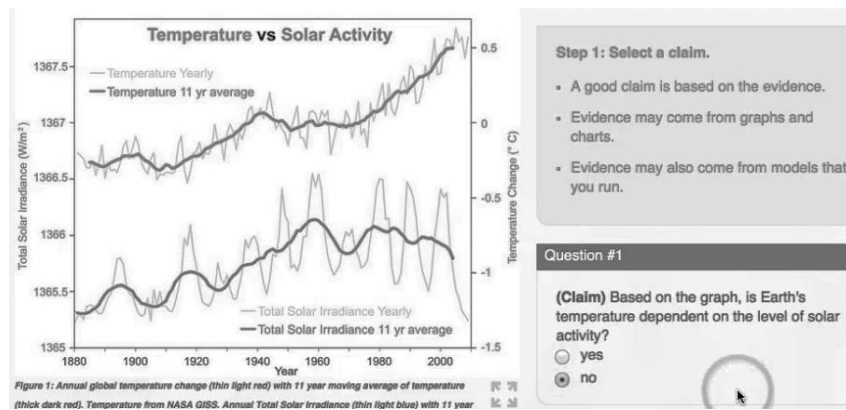 Temperature vs Solar Activity
Temperature Yearly
Temperature 11 yr average
1367.5
1367
1366.5
1366
1365.5
1365
Total Solar Irradiance (W/m²)
0.5
0
-0.5
-1
-1.5
Temperature Change (° C)
Total Solar Irradiance Yearly
Total Solar Irradiance 11 yr average
1880 1900 1920 1940 1960 1980 2000
Year
Figure 1: Annual global temperature change (thin light red) with 11 year moving average of temperature
(thick dark red). Temperature from NASA GISS. Annual Total Solar Irradiance (thin light blue) with 11 year
Step 1: Select a claim.
▪ A good claim is based on the evidence.
▪ Evidence may come from graphs and
charts.
▪ Evidence may also come from models that
you run.
Question #1
(Claim) Based on the graph, is Earth's
temperature dependent on the level of solar
activity?
yes
no